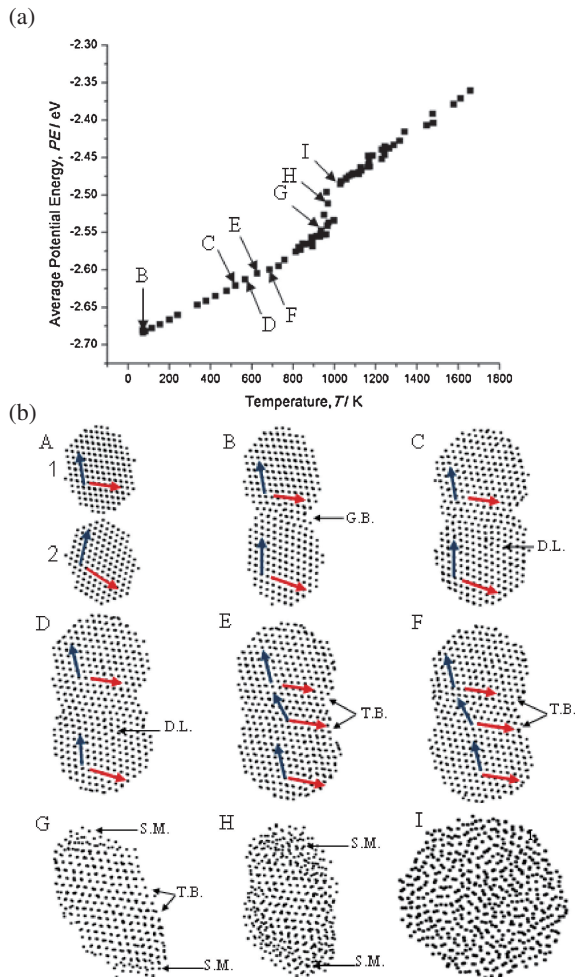 (a)
-2.30
-2.35
-2.40
-2.45
-2.50
-2.55
-2.60
-2.65
-2.70
Average Potential Energy, PE / eV
I
H
G
E
C
B
D
F
0 200 400 600 800 1000 1200 1400 1600 1800
Temperature, T / K
(b)
A
1
2
B
G.B.
C
D.L.
D
D.L.
E
T.B.
F
T.B.
G
S.M.
T.B.
S.M.
H
S.M.
S.M.
I